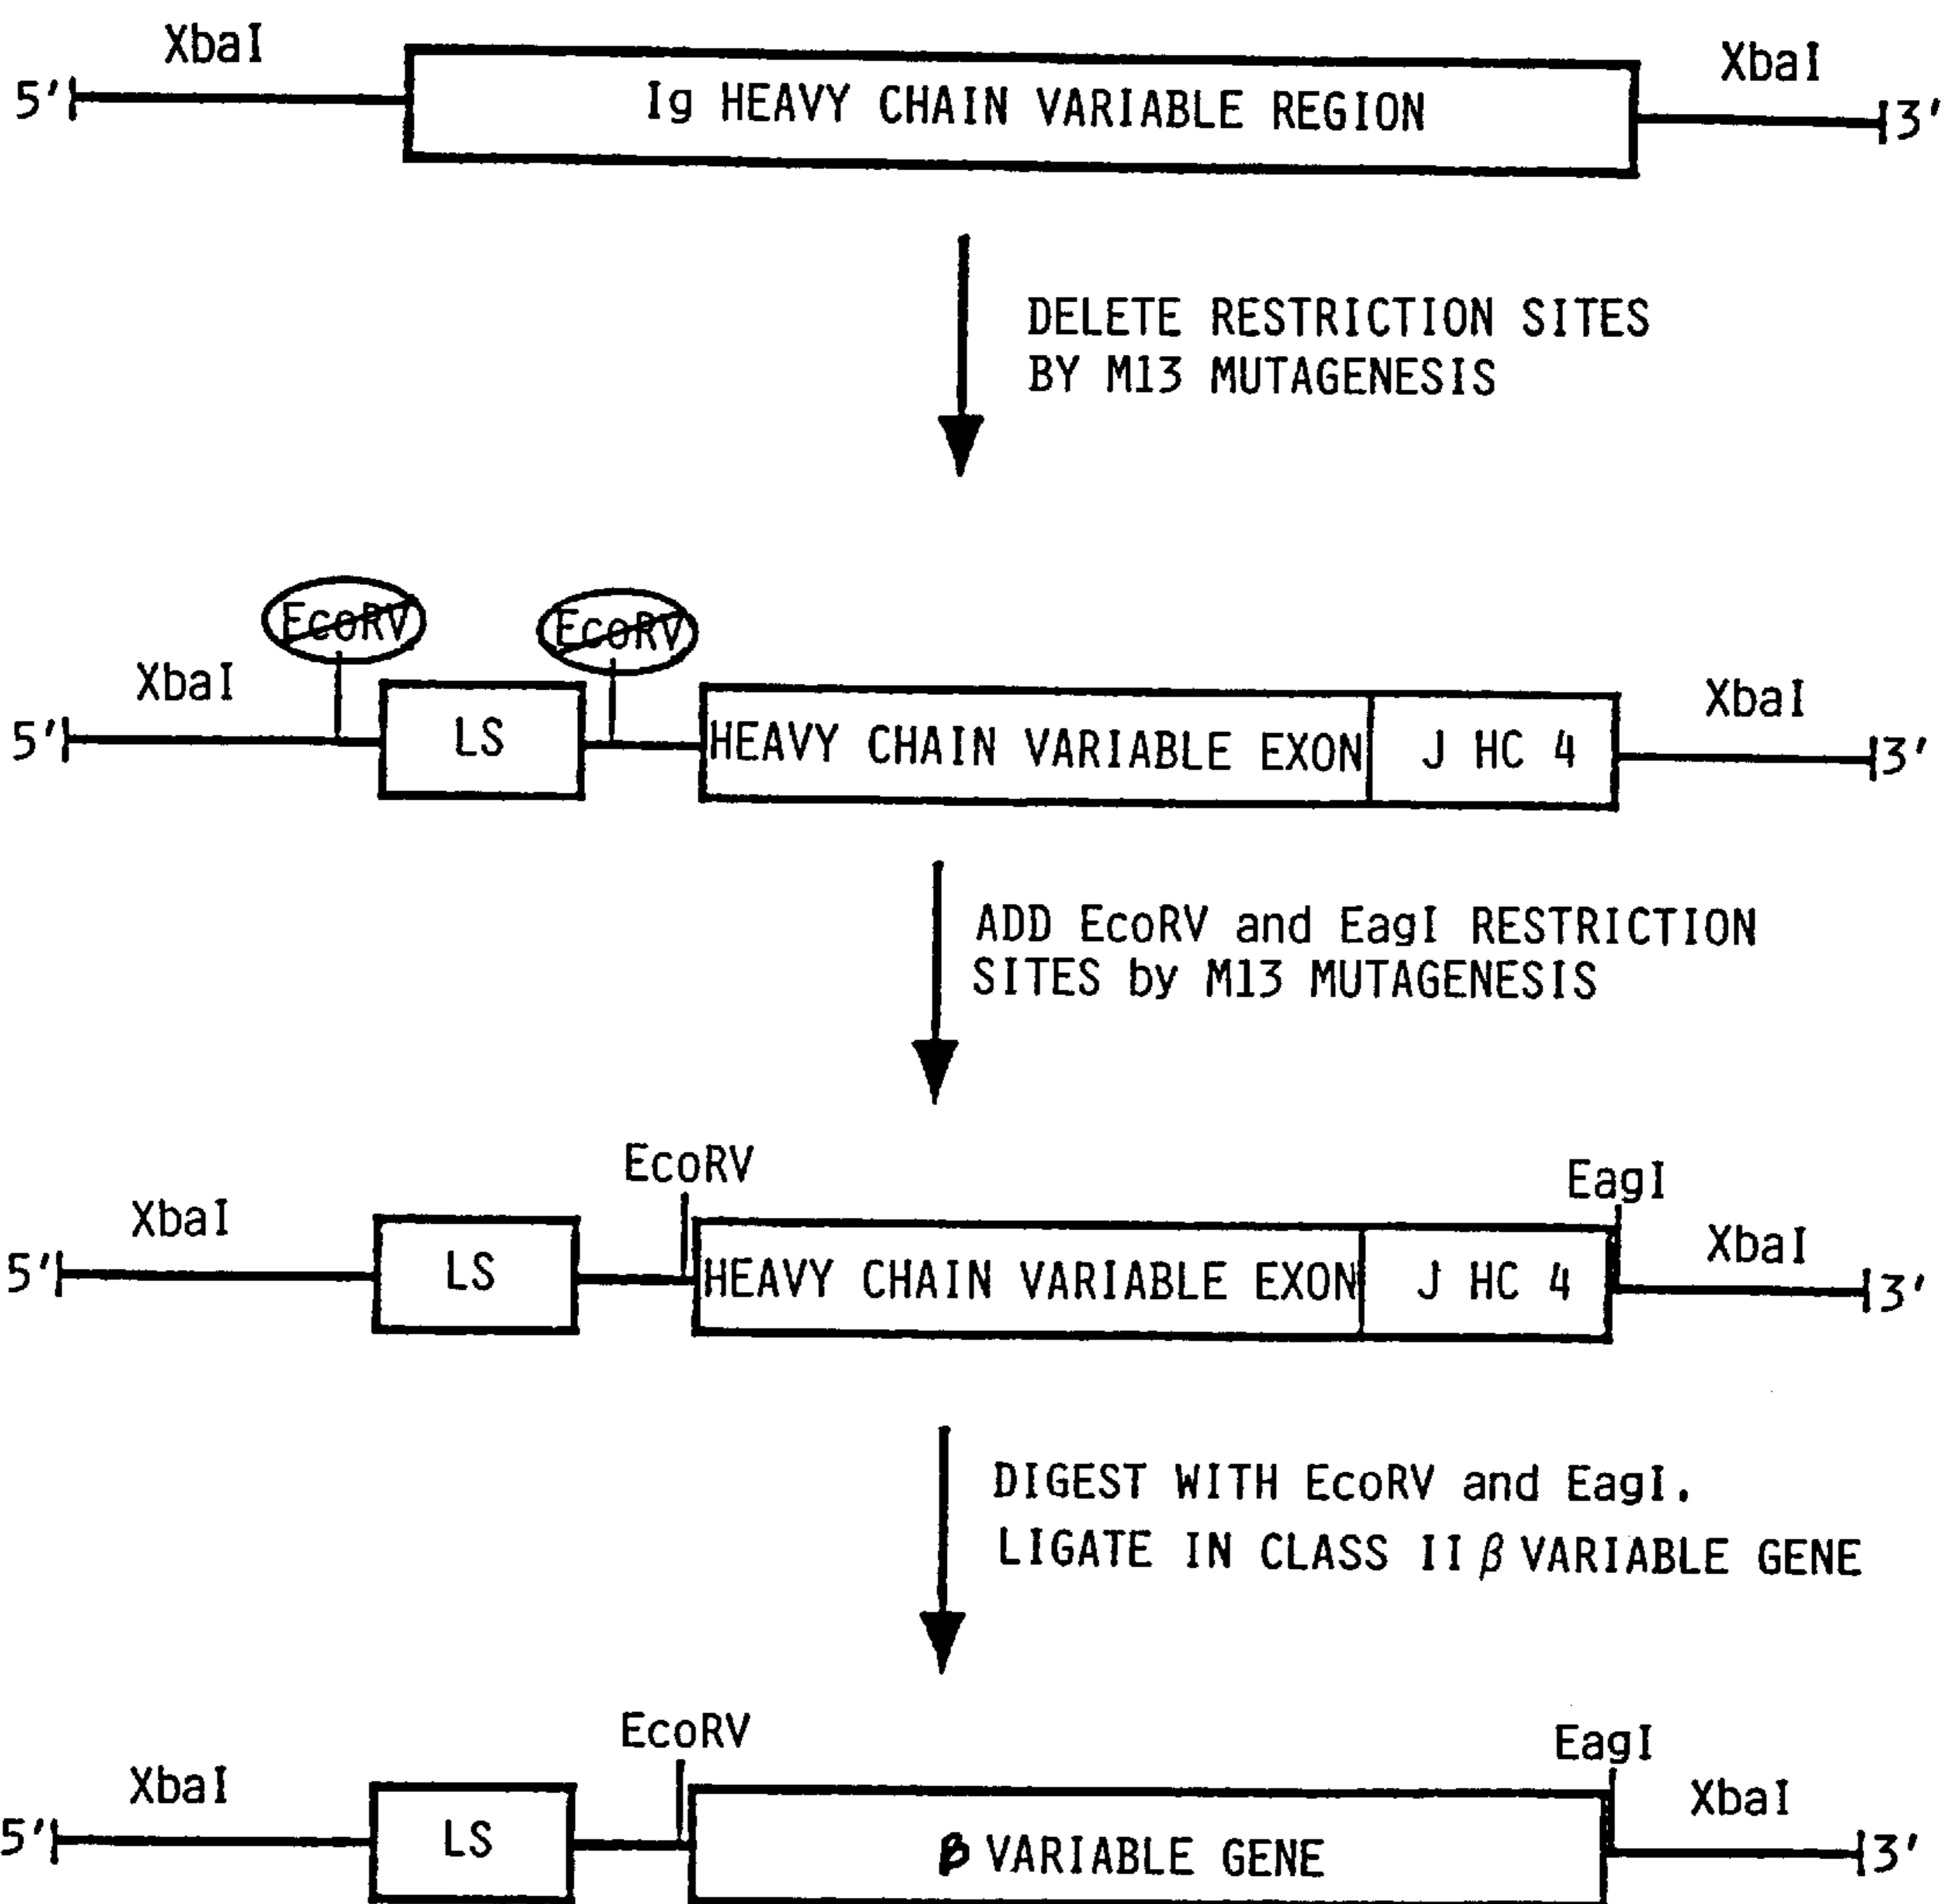 XbaI
XbaI
5' Ig HEAVY CHAIN VARIABLE REGION 3'
DELETE RESTRICTION SITES
BY M13 MUTAGENESIS
EcoRV EcoRV
XbaI XbaI
5' LS HEAVY CHAIN VARIABLE EXON J HC 4 3'
ADD EcoRV and EagI RESTRICTION
SITES by M13 MUTAGENESIS
EcoRV EagI
XbaI XbaI
5' LS HEAVY CHAIN VARIABLE EXON J HC 4 3'
DIGEST WITH EcoRV and EagI.
LIGATE IN CLASS II β VARIABLE GENE
EcoRV EagI
XbaI XbaI
5' LS β VARIABLE GENE 3'